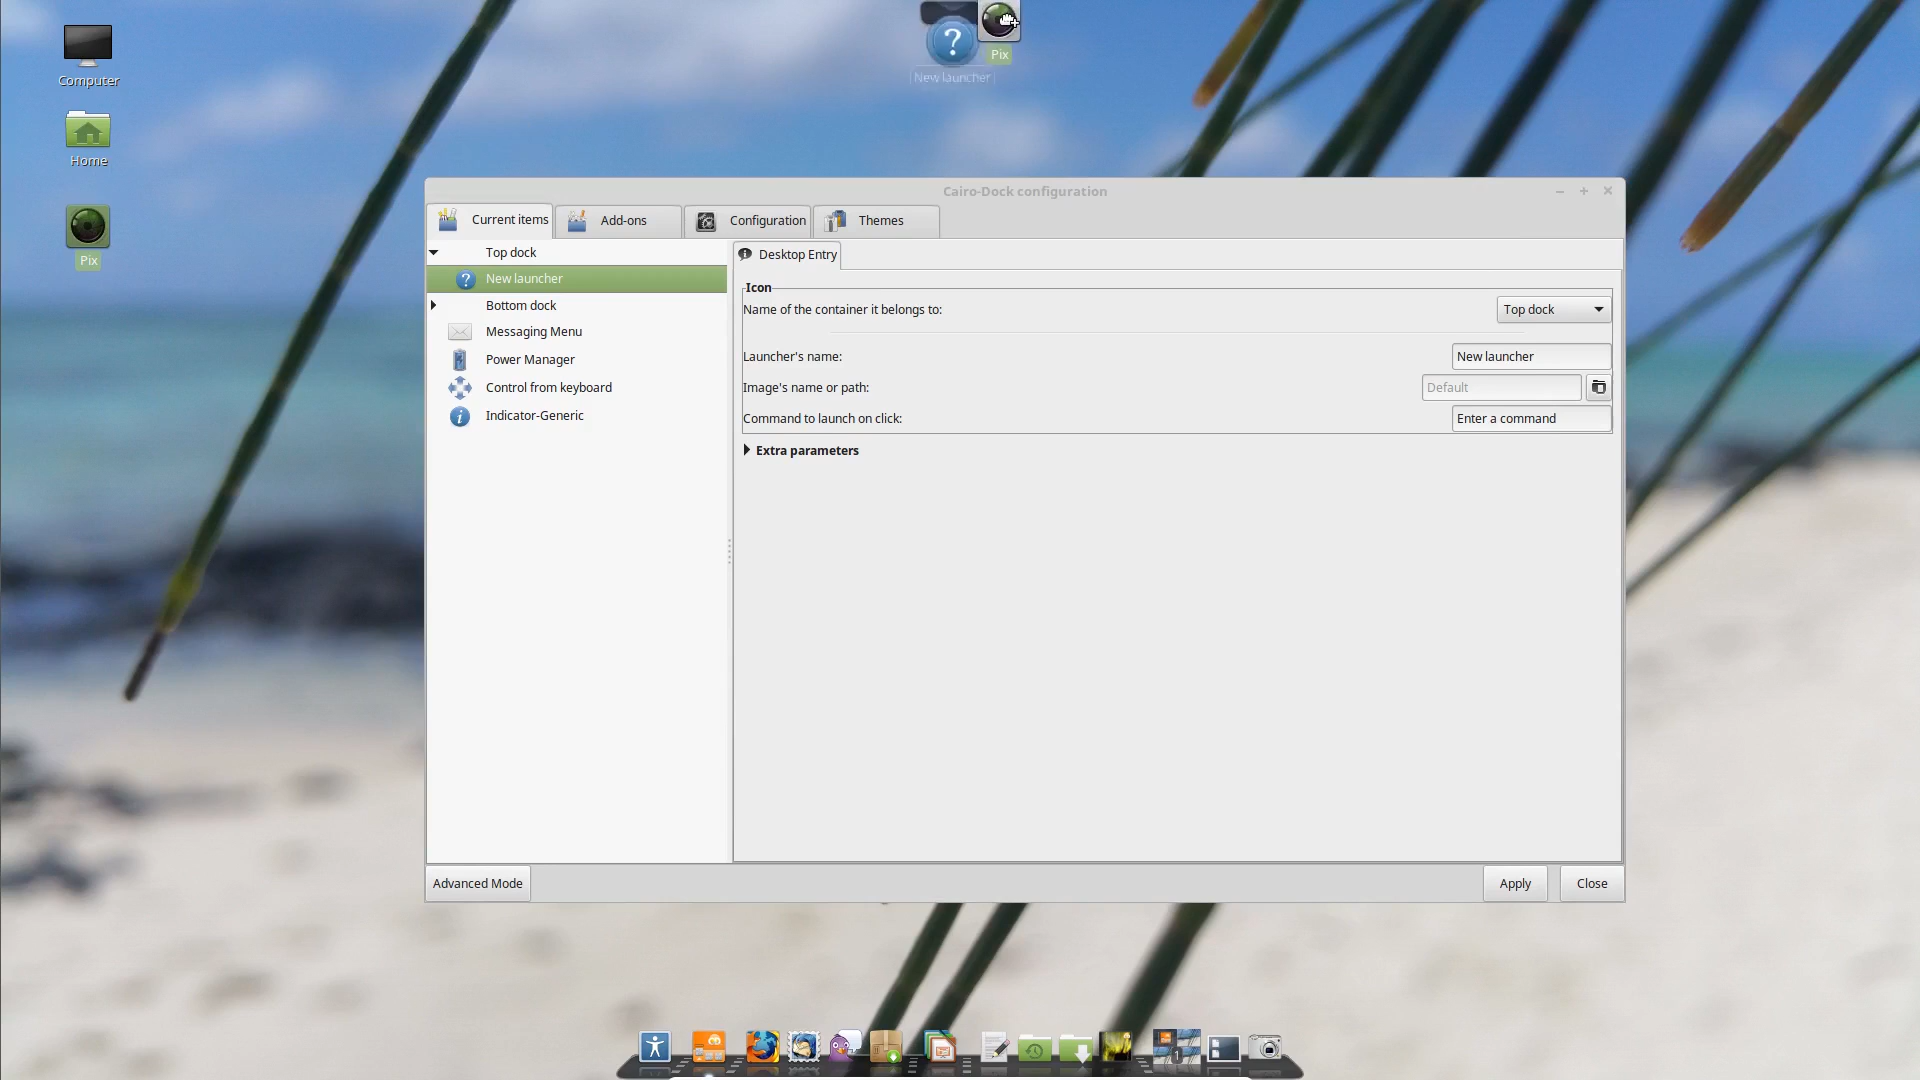 Computer
Home
Pix
Pix
New launcher
Cairo-Dock configuration
Current items
Add-ons
Configuration
Themes
Top dock
New launcher
Bottom dock
Messaging Menu
Power Manager
Control from keyboard
Indicator-Generic
Desktop Entry
Icon
Name of the container it belongs to:
Top dock
Launcher's name:
New launcher
Image's name or path:
Default
Command to launch on click:
Enter a command
Extra parameters
Advanced Mode
Apply
Close
1